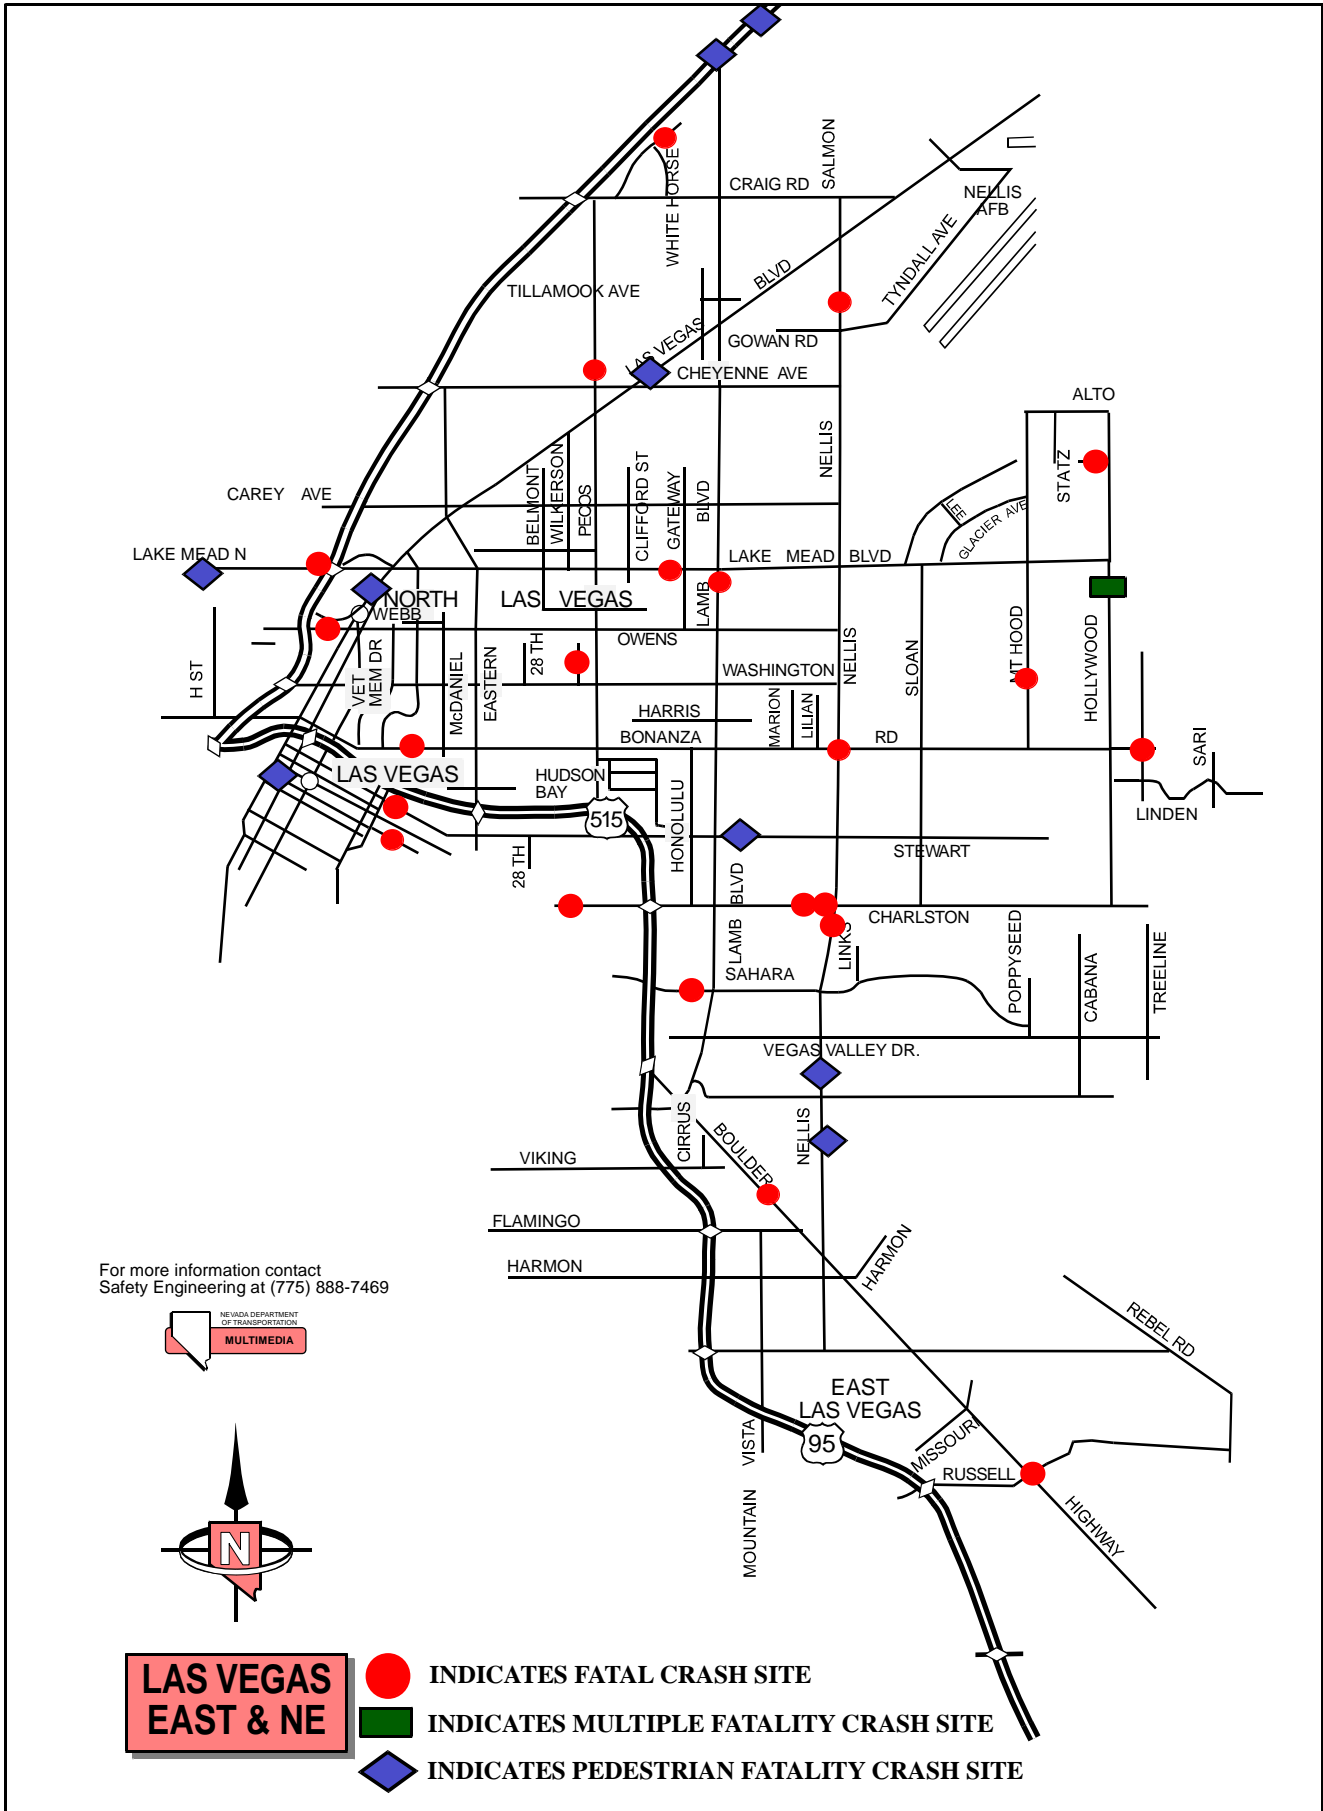 SALMON
CRAIG RD
WHITE HORSE
NELLIS
AFB
TYNDALL AVE
BLVD
TILLAMOOK AVE
LAS VEGAS
GOWAN RD
CHEYENNE AVE
ALTO
NELLIS
BELMONT
WILKERSON
PECOS
CLIFFORD ST
GATEWAY
BLVD
STATZ
CAREY AVE
LEE
GLACIER AVE
LAKE MEAD N
LAKE MEAD BLVD
LAMB
NORTH LAS VEGAS
WEBB
OWENS
MT HOOD
HOLLYWOOD
H ST
VET
MEM DR
McDANIEL
EASTERN
28 TH
WASHINGTON
NELLIS
SLOAN
HARRIS
MARION
LILIAN
BONANZA
RD
SARI
LAS VEGAS
HUDSON
BAY
515
HONOLULU
LINDEN
STEWART
28 TH
BLVD
LAMB
CHARLSTON
LINKS
POPPYSEED
CABANA
TREELINE
SAHARA
VEGAS VALLEY DR.
CIRRUS
BOULDER
NELLIS
VIKING
FLAMINGO
HARMON
HARMON
For more information contact
Safety Engineering at (775) 888-7469
NEVADA DEPARTMENT
OF TRANSPORTATION
MULTIMEDIA
REBEL RD
EAST
LAS VEGAS
95
MOUNTAIN VISTA
MISSOURI
RUSSELL
HIGHWAY
N
LAS VEGAS
EAST & NE
INDICATES FATAL CRASH SITE
INDICATES MULTIPLE FATALITY CRASH SITE
INDICATES PEDESTRIAN FATALITY CRASH SITE